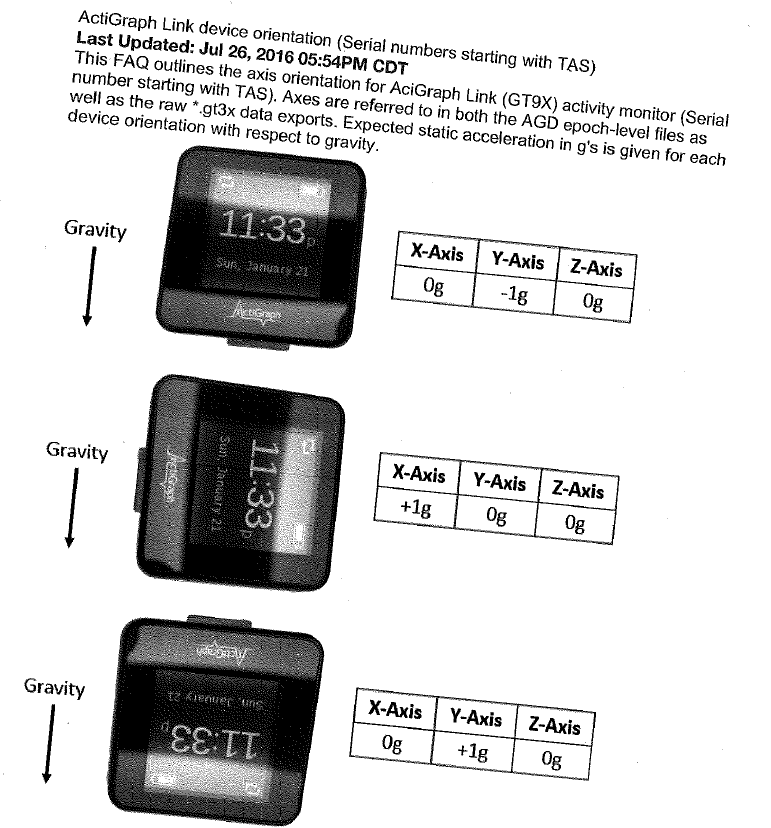 ActiGraph Link device orientation (Serial numbers starting with TAS)
Last Updated: Jul 26, 2016 05:54PM CDT
This FAQ outlines the axis orientation for AciGraph Link (GT9X) activity monitor (Serial
number starting with TAS). Axes are referred to in both the AGD epoch-level files as
well as the raw *.gt3x data exports. Expected static acceleration in g's is given for each
device orientation with respect to gravity.
Gravity
11:33 p
Sun, January 21
ActiGraph
X-Axis Y-Axis Z-Axis
0g -1g 0g
Gravity
11:33 p
Sun, January 21
ActiGraph
X-Axis Y-Axis Z-Axis
+1g 0g 0g
Gravity
ActiGraph
Sun, January 21
11:33 p
X-Axis Y-Axis Z-Axis
0g +1g 0g